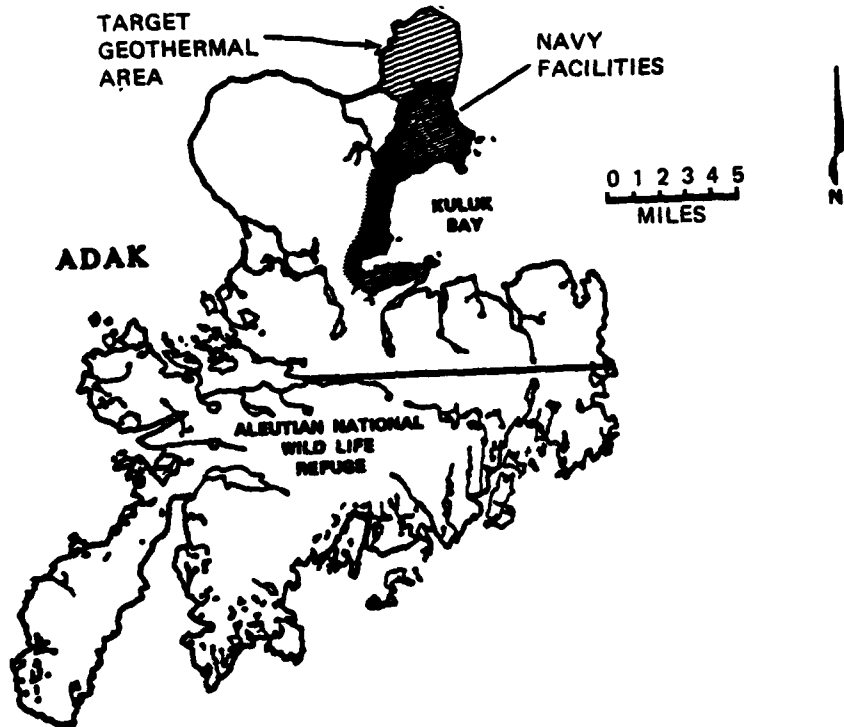 TARGET
GEOTHERMAL
AREA
NAVY
FACILITIES
0 1 2 3 4 5
MILES
N
KULUK
BAY
ADAK
ALEUTIAN NATIONAL
WILD LIFE
REFUGE